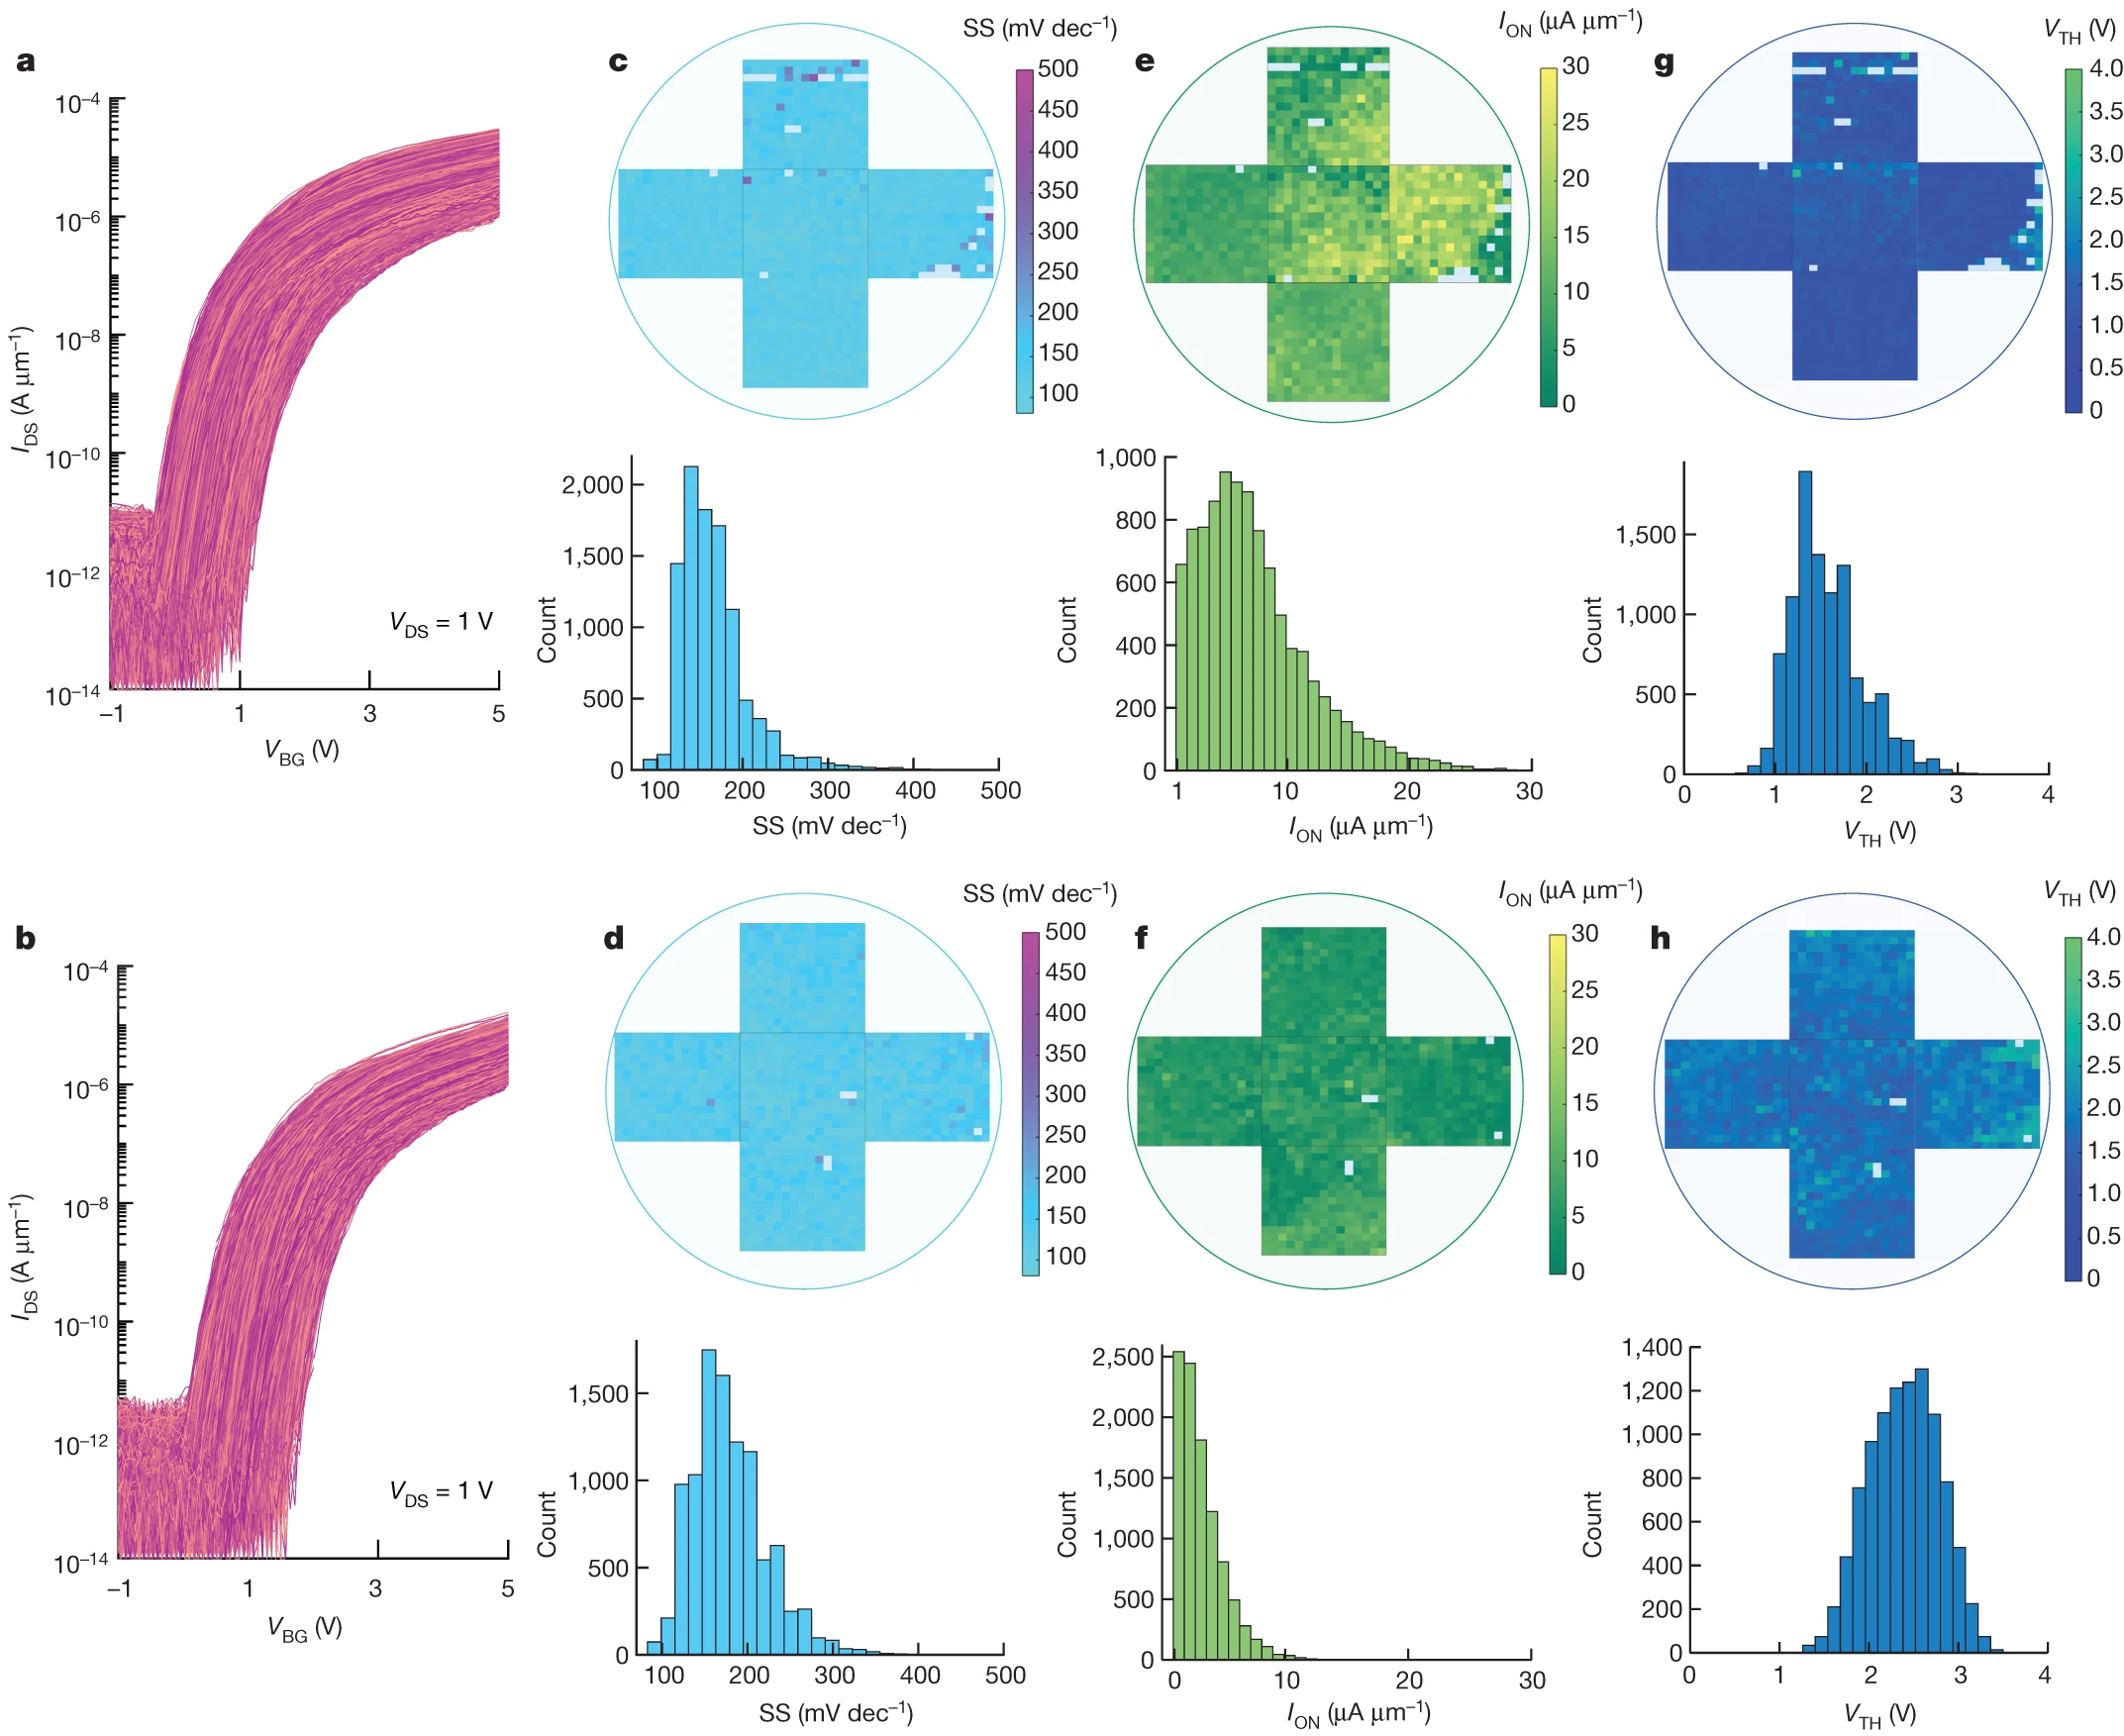 a
10⁻⁴
10⁻⁶
10⁻⁸
10⁻¹⁰
10⁻¹²
10⁻¹⁴
I_DS (A μm⁻¹)
V_DS = 1 V
–1 1 3 5
V_BG (V)
c
SS (mV dec⁻¹)
500
450
400
350
300
250
200
150
100
2,000
1,500
1,000
500
0
Count
100 200 300 400 500
SS (mV dec⁻¹)
e
I_ON (μA μm⁻¹)
30
25
20
15
10
5
0
1,000
800
600
400
200
0
Count
1 10 20 30
I_ON (μA μm⁻¹)
g
V_TH (V)
4.0
3.5
3.0
2.5
2.0
1.5
1.0
0.5
0
1,500
1,000
500
0
Count
0 1 2 3 4
V_TH (V)
b
10⁻⁴
10⁻⁶
10⁻⁸
10⁻¹⁰
10⁻¹²
10⁻¹⁴
I_DS (A μm⁻¹)
V_DS = 1 V
–1 1 3 5
V_BG (V)
d
SS (mV dec⁻¹)
500
450
400
350
300
250
200
150
100
1,500
1,000
500
0
Count
100 200 300 400 500
SS (mV dec⁻¹)
f
I_ON (μA μm⁻¹)
30
25
20
15
10
5
0
2,500
2,000
1,500
1,000
500
0
Count
0 10 20 30
I_ON (μA μm⁻¹)
h
V_TH (V)
4.0
3.5
3.0
2.5
2.0
1.5
1.0
0.5
0
1,400
1,200
1,000
800
600
400
200
0
Count
0 1 2 3 4
V_TH (V)